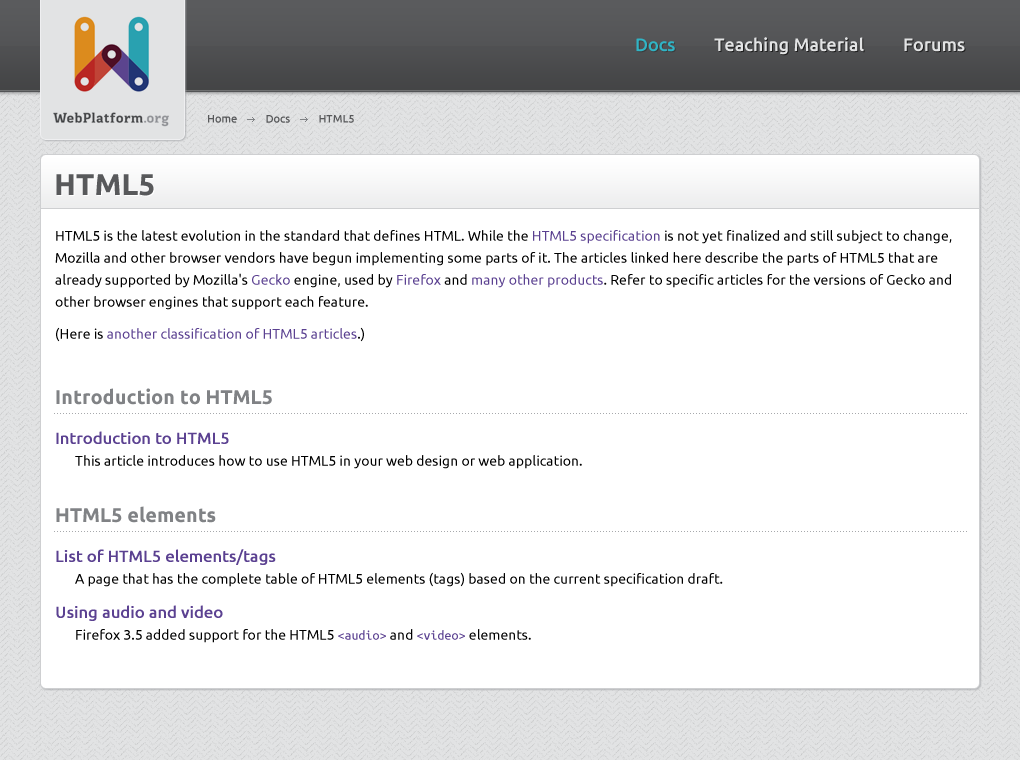 Docs Teaching Material Forums
WebPlatform.org
Home → Docs → HTML5
HTML5
HTML5 is the latest evolution in the standard that defines HTML. While the HTML5 specification is not yet finalized and still subject to change,
Mozilla and other browser vendors have begun implementing some parts of it. The articles linked here describe the parts of HTML5 that are
already supported by Mozilla's Gecko engine, used by Firefox and many other products. Refer to specific articles for the versions of Gecko and
other browser engines that support each feature.
(Here is another classification of HTML5 articles.)
Introduction to HTML5
Introduction to HTML5
This article introduces how to use HTML5 in your web design or web application.
HTML5 elements
List of HTML5 elements/tags
A page that has the complete table of HTML5 elements (tags) based on the current specification draft.
Using audio and video
Firefox 3.5 added support for the HTML5 <audio> and <video> elements.